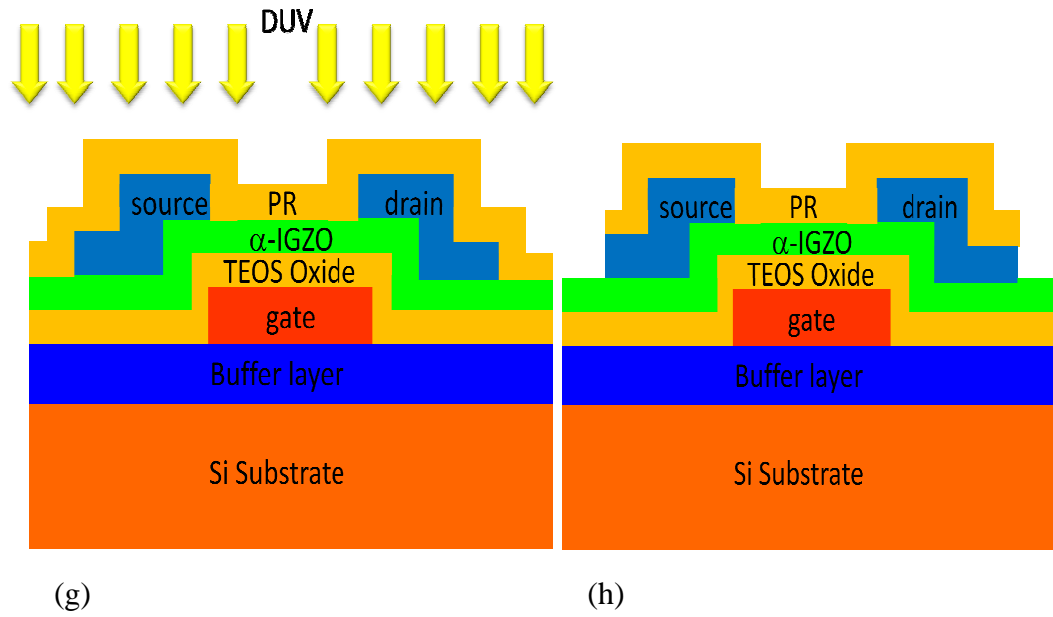 DUV
source PR drain
α-IGZO
TEOS Oxide
gate
Buffer layer
Si Substrate
(g)
source PR drain
α-IGZO
TEOS Oxide
gate
Buffer layer
Si Substrate
(h)